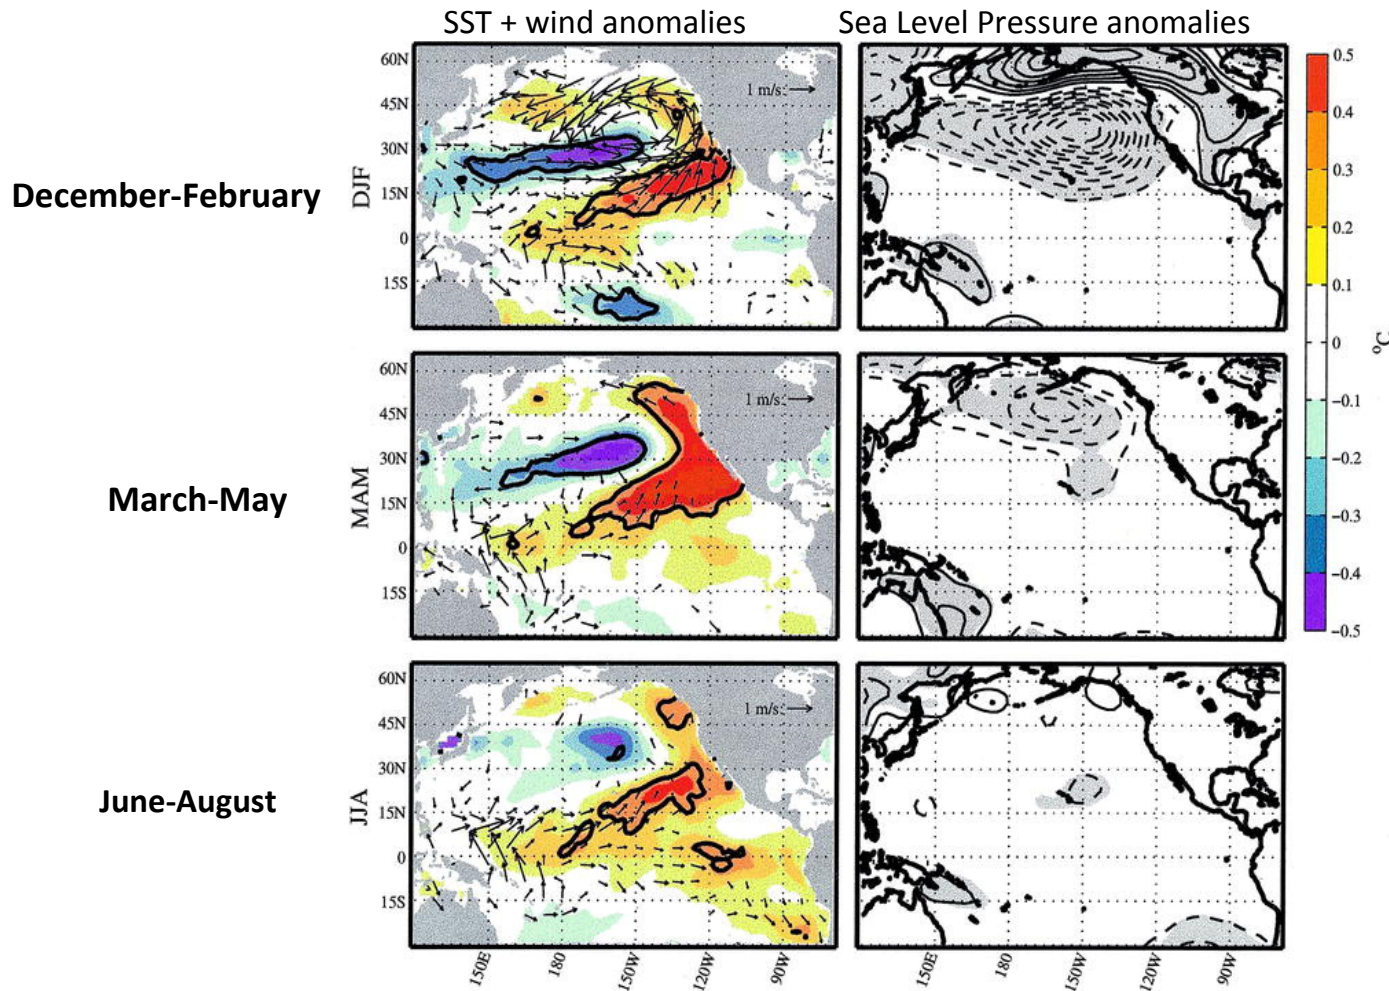 SST + wind anomalies
Sea Level Pressure anomalies
December-February
DJF
60N
45N
30N
15N
0
15S
1 m/s
March-May
MAM
60N
45N
30N
15N
0
15S
1 m/s
June-August
JJA
60N
45N
30N
15N
0
15S
1 m/s
150E
180
150W
120W
90W
150E
180
150W
120W
90W
0.5
0.4
0.3
0.2
0.1
0
-0.1
-0.2
-0.3
-0.4
-0.5
°C